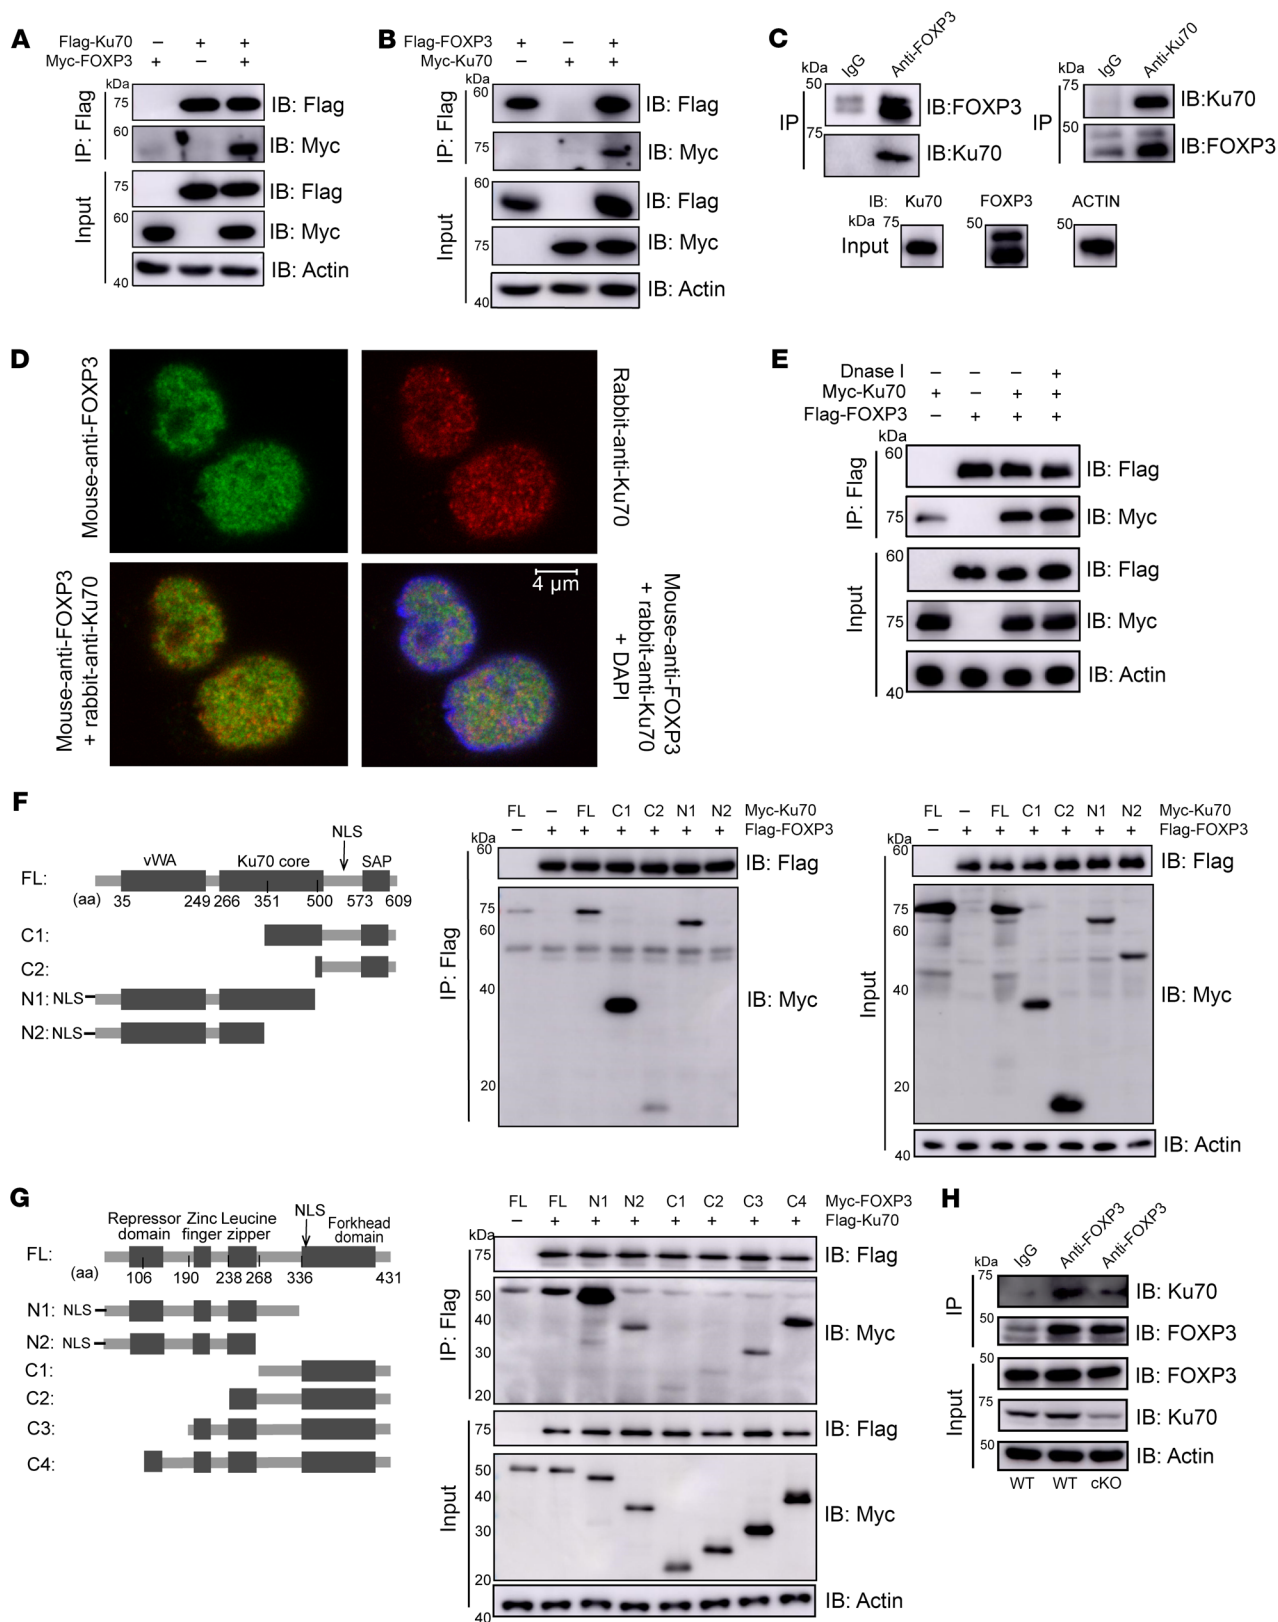 A
Flag-Ku70 – + +
Myc-FOXP3 + – +
kDa
IP: Flag
75
IB: Flag
60
IB: Myc
Input
75
IB: Flag
60
IB: Myc
40
IB: Actin
B
Flag-FOXP3 + – +
Myc-Ku70 – + +
kDa
IP: Flag
60
IB: Flag
75
IB: Myc
Input
60
IB: Flag
75
IB: Myc
40
IB: Actin
C
kDa
IgG
Anti-FOXP3
IP
50
IB:FOXP3
75
IB:Ku70
kDa
IgG
Anti-Ku70
IP
75
IB:Ku70
50
IB:FOXP3
IB: Ku70 FOXP3 ACTIN
kDa 75 50 50
Input
D
Mouse-anti-FOXP3
Rabbit-anti-Ku70
Mouse-anti-FOXP3
+ rabbit-anti-Ku70
4 µm
Mouse-anti-FOXP3
+ rabbit-anti-Ku70
+ DAPI
E
Dnase I – – – +
Myc-Ku70 + – + +
Flag-FOXP3 – + + +
kDa
IP: Flag
60
IB: Flag
75
IB: Myc
Input
60
IB: Flag
75
IB: Myc
40
IB: Actin
F
NLS
vWA Ku70 core SAP
FL:
(aa) 35 249 266 351 500 573 609
C1:
C2:
N1: NLS
N2: NLS
FL – FL C1 C2 N1 N2 Myc-Ku70
– + + + + + + Flag-FOXP3
kDa
IP: Flag
60
IB: Flag
75
60
40
20
IB: Myc
FL – FL C1 C2 N1 N2 Myc-Ku70
– + + + + + + Flag-FOXP3
Input
60
IB: Flag
75
60
40
20
IB: Myc
40
IB: Actin
G
NLS
Repressor domain
Zinc finger
Leucine zipper
Forkhead domain
FL:
(aa) 106 190 238 268 336 431
N1: NLS
N2: NLS
C1:
C2:
C3:
C4:
FL FL N1 N2 C1 C2 C3 C4 Myc-FOXP3
– + + + + + + + Flag-Ku70
kDa
IP: Flag
75
IB: Flag
50
40
30
20
IB: Myc
Input
75
IB: Flag
50
40
30
20
IB: Myc
40
IB: Actin
H
kDa
IgG
Anti-FOXP3
Anti-FOXP3
IP
75
IB: Ku70
50
IB: FOXP3
Input
50
IB: FOXP3
75
IB: Ku70
50
IB: Actin
WT WT cKO